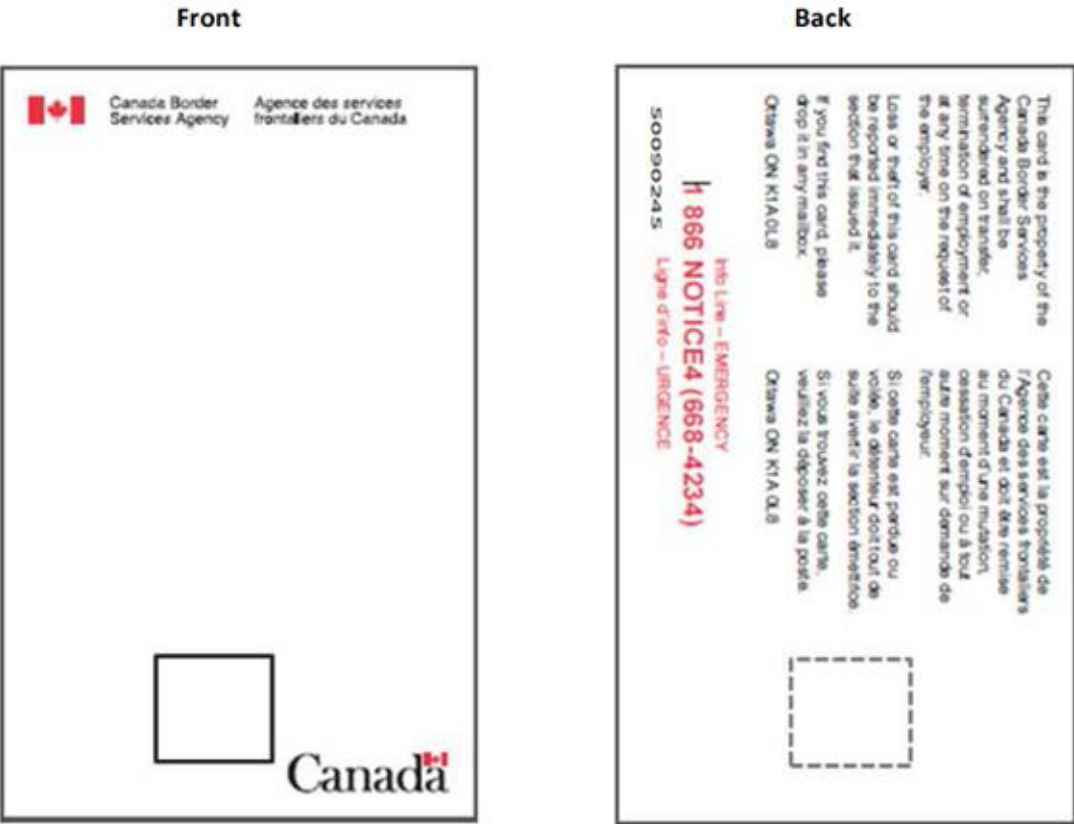 Front
Back
Canada Border
Services Agency
Agence des services
frontaliers du Canada
Canada
This card is the property of the
Canada Border Services
Agency and shall be
surrendered on transfer,
termination of employment or
at any time on the request of
the employer.
Loss or theft of this card should
be reported immediately to the
section that issued it.
If you find this card, please
drop it in any mailbox.
Ottawa ON K1A 0L8
Cette carte est la propriété de
l'Agence des services frontaliers
du Canada et doit être remise
au moment d'une mutation,
cessation d'emploi ou à tout
autre moment sur demande de
l'employeur.
Si cette carte est perdue ou
volée, le détenteur doit tout de
suite avertir la section émettrice.
Si vous trouvez cette carte,
veuillez la déposer à la poste.
Ottawa ON K1A 0L8
Info Line – EMERGENCY
1 866 NOTICE4 (668-4234)
Ligne d'info – URGENCE
50090245